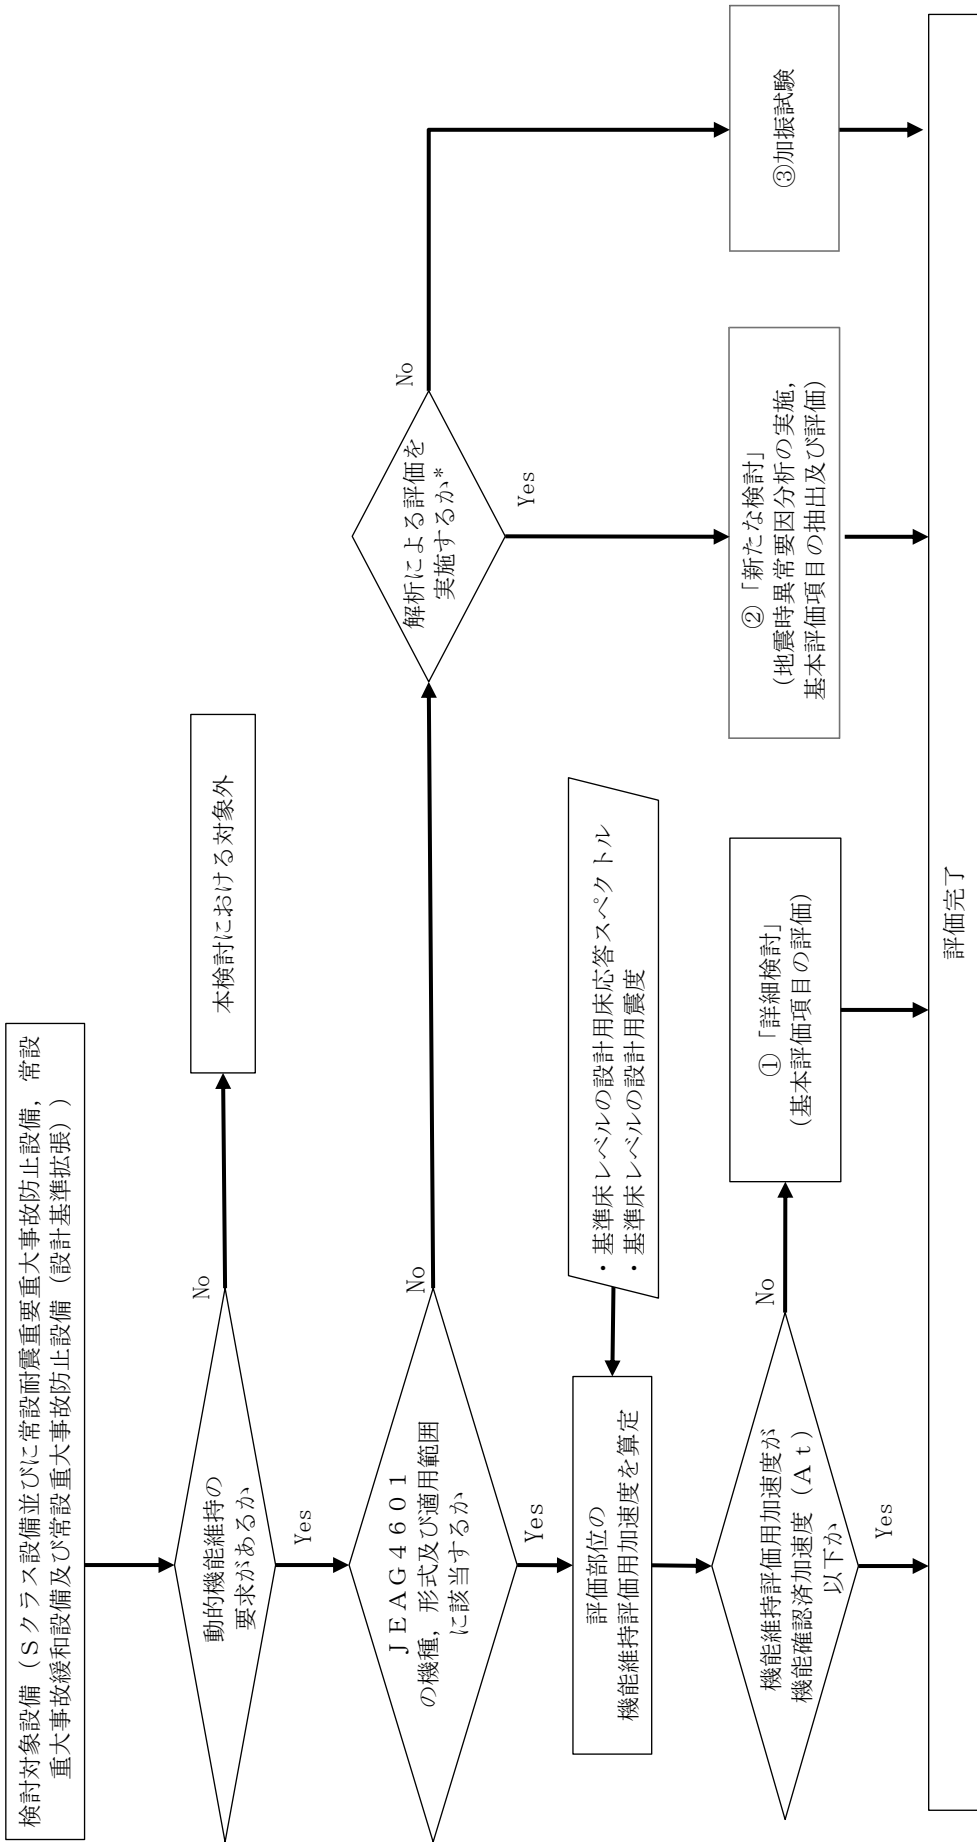 検討対象設備（Sクラス設備並びに常設耐震重要重大事故防止設備，常設
重大事故緩和設備及び常設重大事故防止設備（設計基準拡張））
動的機能維持の
要求があるか
No
本検討における対象外
Yes
ＪＥＡＧ４６０１
の機種，形式及び適用範囲
に該当するか
No
解析による評価を
実施するか*
No
Yes
Yes
・基準床レベルの設計用床応答スペクトル
・基準床レベルの設計用震度
評価部位の
機能維持評価用加速度を算定
機能維持評価用加速度が
機能確認済加速度（Ａｔ）
以下か
No
Yes
①「詳細検討」
(基本評価項目の評価)
②「新たな検討」
(地震時異常要因分析の実施，
基本評価項目の抽出及び評価)
③加振試験
評価完了